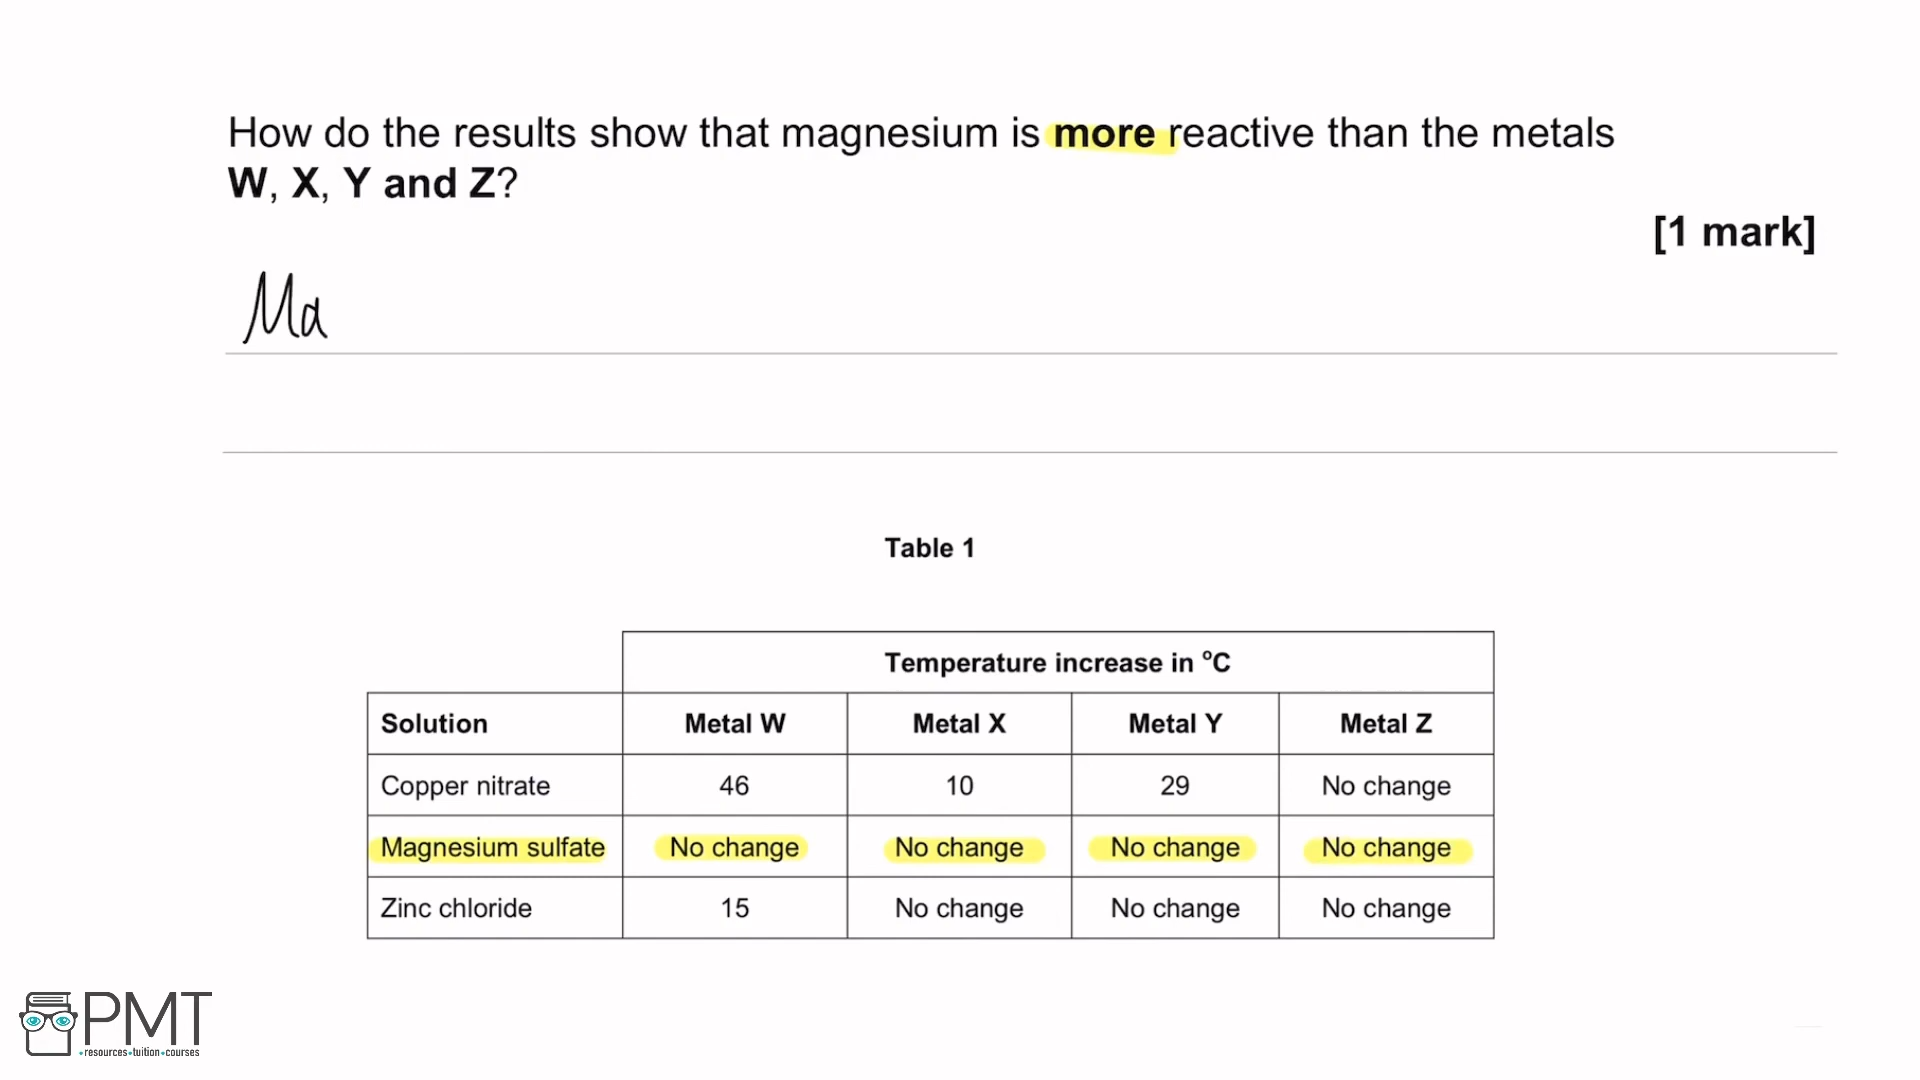 How do the results show that magnesium is more reactive than the metals
W, X, Y and Z?
[1 mark]
Ma
Table 1
Temperature increase in °C
Solution Metal W Metal X Metal Y Metal Z
Copper nitrate 46 10 29 No change
Magnesium sulfate No change No change No change No change
Zinc chloride 15 No change No change No change
PMT
•resources•tuition•courses